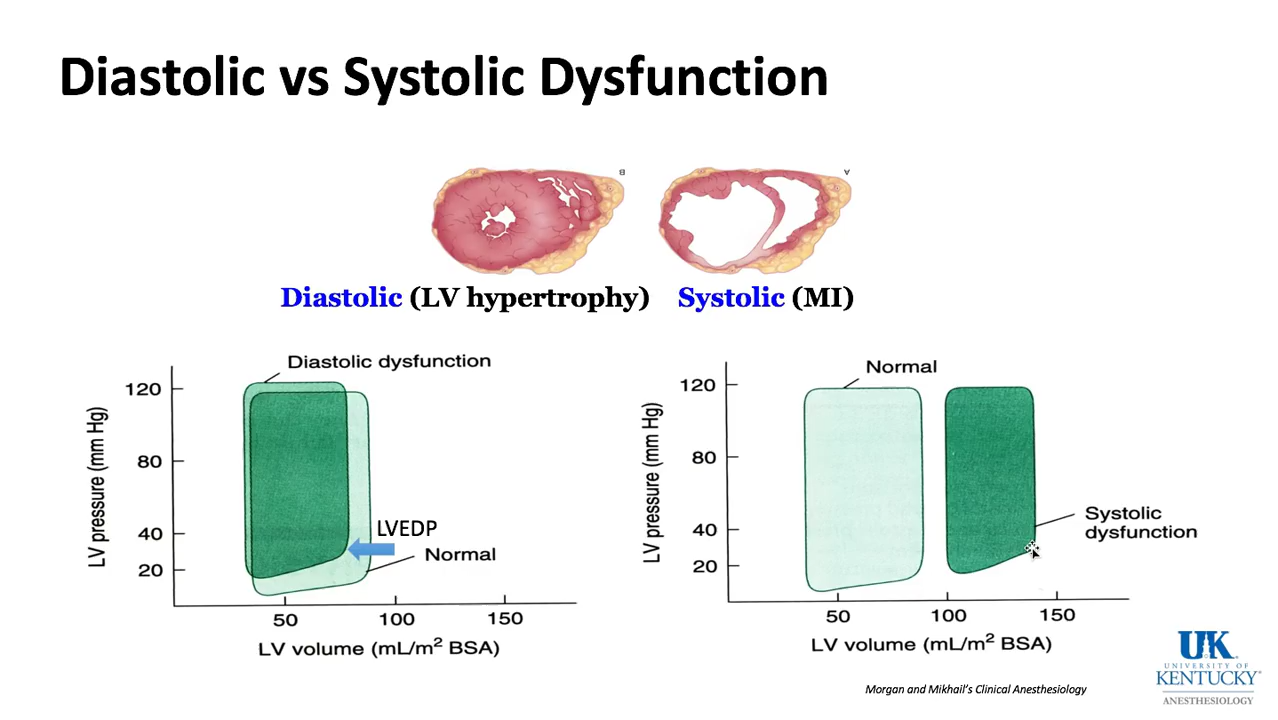 Diastolic vs Systolic Dysfunction
B
A
Diastolic (LV hypertrophy)
Systolic (MI)
Diastolic dysfunction
120
80
40
20
LV pressure (mm Hg)
LVEDP
Normal
50
100
150
LV volume (mL/m² BSA)
Normal
120
80
40
20
LV pressure (mm Hg)
Systolic
dysfunction
50
100
150
LV volume (mL/m² BSA)
Morgan and Mikhail's Clinical Anesthesiology
UK
UNIVERSITY OF
KENTUCKY
ANESTHESIOLOGY